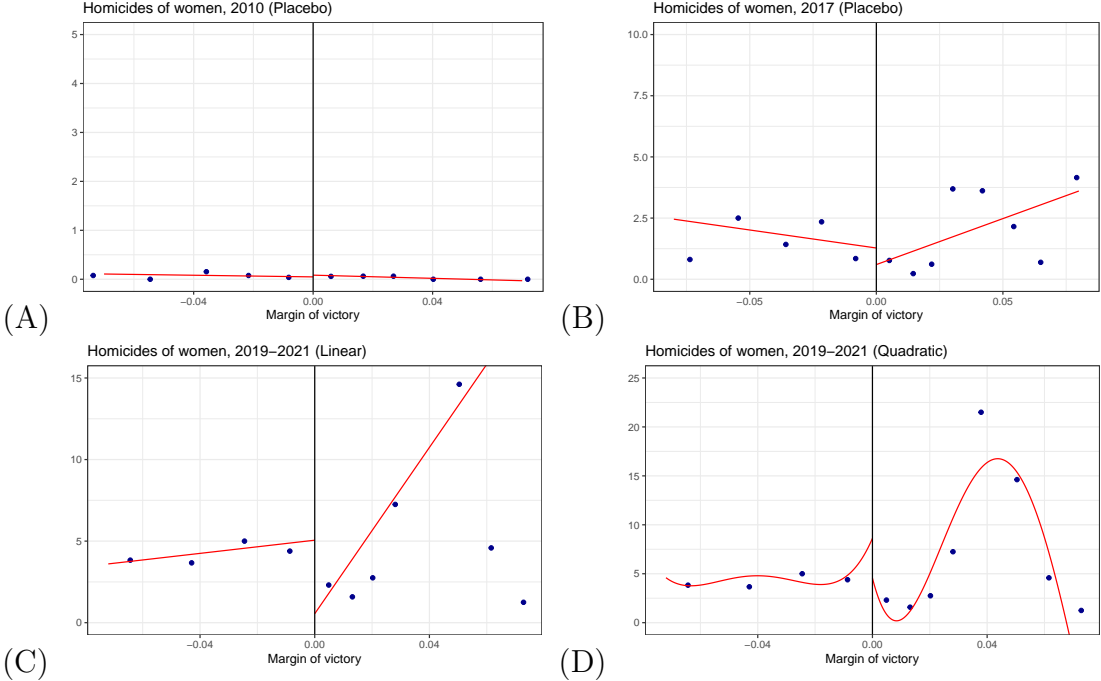 Homicides of women, 2010 (Placebo)
5
4
3
2
1
0
−0.04
0.00
0.04
Margin of victory
(A)
Homicides of women, 2017 (Placebo)
10.0
7.5
5.0
2.5
0.0
−0.05
0.00
0.05
Margin of victory
(B)
Homicides of women, 2019−2021 (Linear)
15
10
5
0
−0.04
0.00
0.04
Margin of victory
(C)
Homicides of women, 2019−2021 (Quadratic)
25
20
15
10
5
0
−0.04
0.00
0.04
Margin of victory
(D)